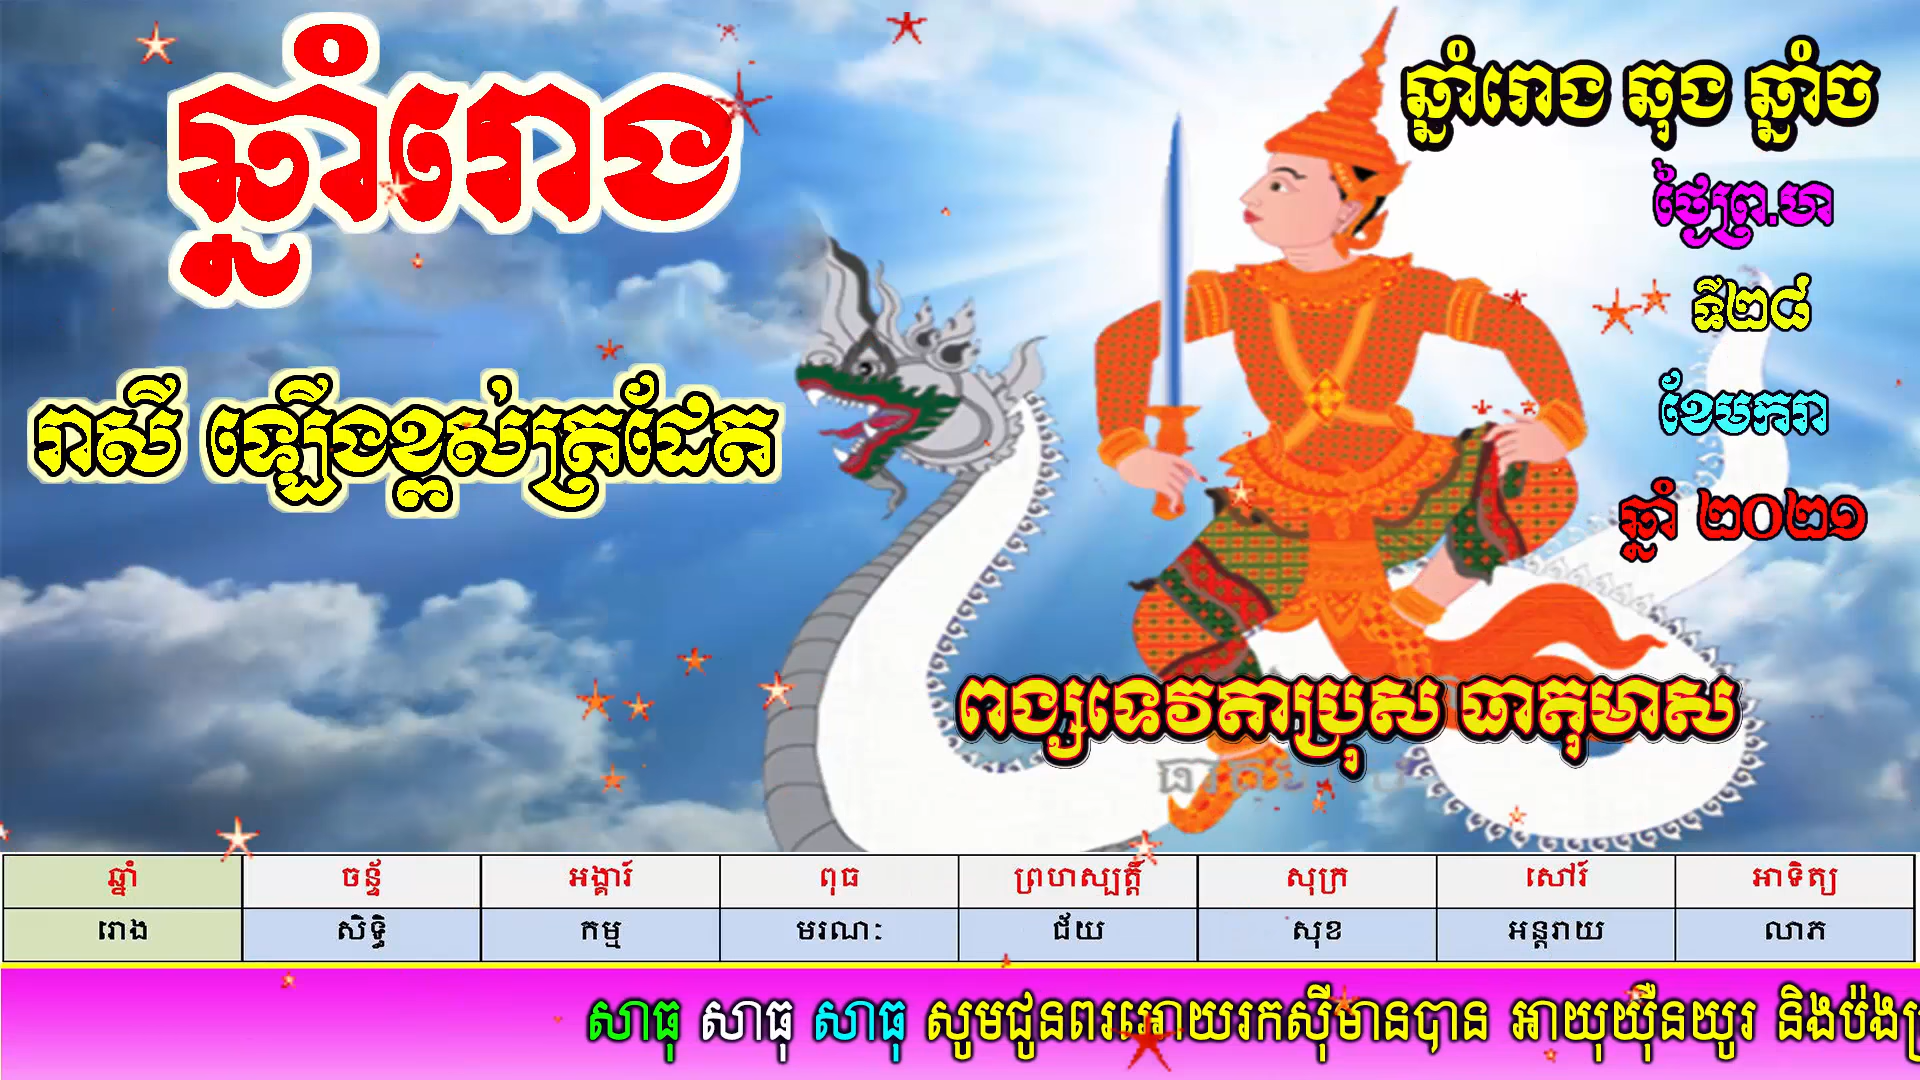 ឆ្នាំរោង
រាសី ឡើងខ្ពស់ត្រដែត
ឆ្នាំរោង ឆុង ឆ្នាំច
ថ្ងៃព្រ.ហ
ទី២៨
ខែមករា
ឆ្នាំ ២០២១
ពង្សទេវតាប្រុស ធាតុមាស
ឆ្នាំ ចន្ទ័ អង្គារ៍ ពុធ ព្រហស្បត្តិ៍ សុក្រ សៅរ៍ អាទិត្យ
រោង សិទ្ធិ កម្ម មរណៈ ជ័យ សុខ អន្តរាយ លាភ
សាធុ សាធុ សាធុ សូមជូនពរអោយរកស៊ីមានបាន អាយុយ៉ឺនយូរ និងប៉ង